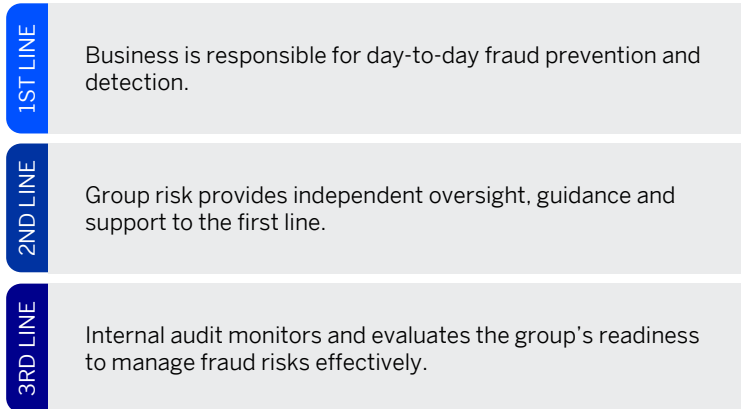 1ST LINE
Business is responsible for day-to-day fraud prevention and
detection.
2ND LINE
Group risk provides independent oversight, guidance and
support to the first line.
3RD LINE
Internal audit monitors and evaluates the group’s readiness
to manage fraud risks effectively.